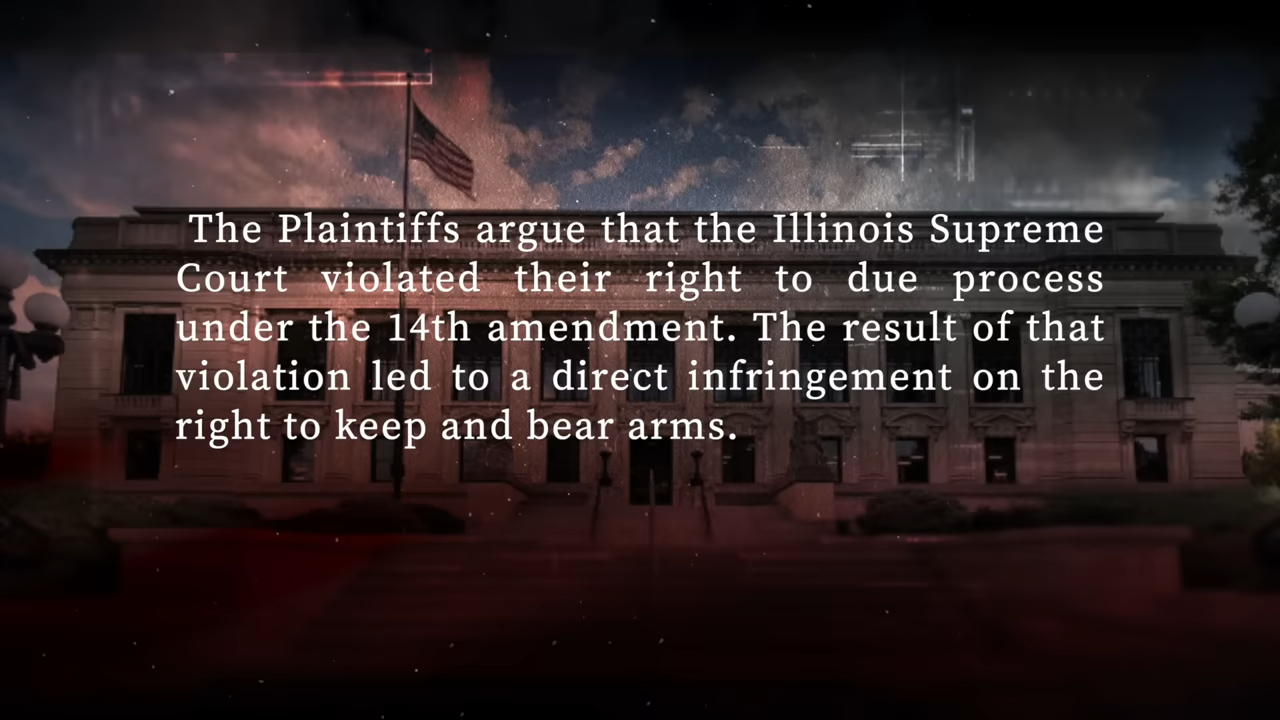 The Plaintiffs argue that the Illinois Supreme
Court violated their right to due process
under the 14th amendment. The result of that
violation led to a direct infringement on the
right to keep and bear arms.